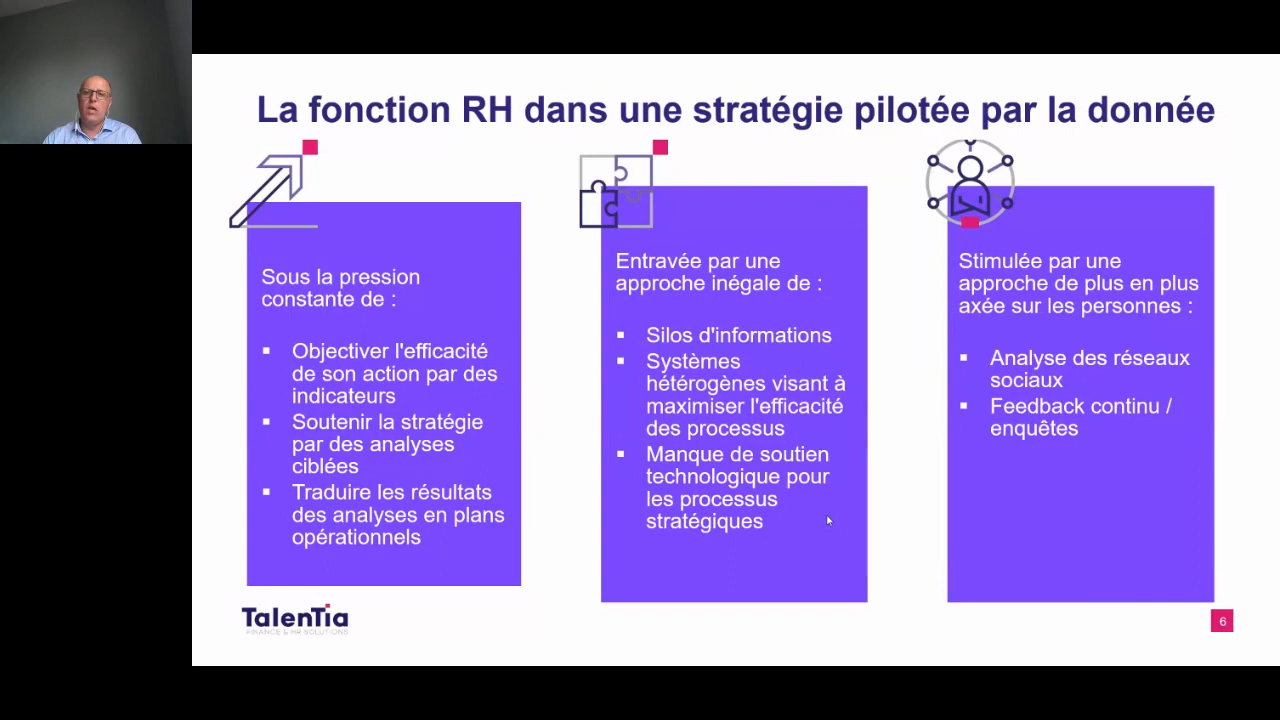 La fonction RH dans une stratégie pilotée par la donnée
Sous la pression
constante de :
▪ Objectiver l'efficacité
de son action par des
indicateurs
▪ Soutenir la stratégie
par des analyses
ciblées
▪ Traduire les résultats
des analyses en plans
opérationnels
Entravée par une
approche inégale de :
▪ Silos d'informations
▪ Systèmes
hétérogènes visant à
maximiser l'efficacité
des processus
▪ Manque de soutien
technologique pour
les processus
stratégiques
Stimulée par une
approche de plus en plus
axée sur les personnes :
▪ Analyse des réseaux
sociaux
▪ Feedback continu /
enquêtes
TalenTia
FINANCE & HR SOLUTIONS
6